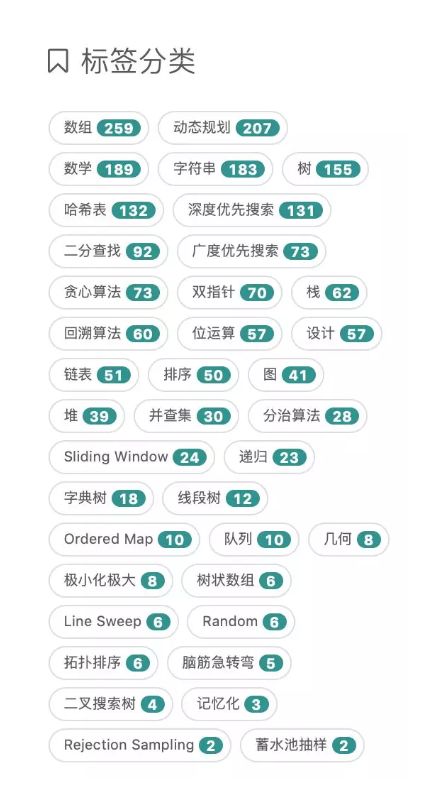 标签分类
数组 259 动态规划 207
数学 189 字符串 183 树 155
哈希表 132 深度优先搜索 131
二分查找 92 广度优先搜索 73
贪心算法 73 双指针 70 栈 62
回溯算法 60 位运算 57 设计 57
链表 51 排序 50 图 41
堆 39 并查集 30 分治算法 28
Sliding Window 24 递归 23
字典树 18 线段树 12
Ordered Map 10 队列 10 几何 8
极小化极大 8 树状数组 6
Line Sweep 6 Random 6
拓扑排序 6 脑筋急转弯 5
二叉搜索树 4 记忆化 3
Rejection Sampling 2 蓄水池抽样 2